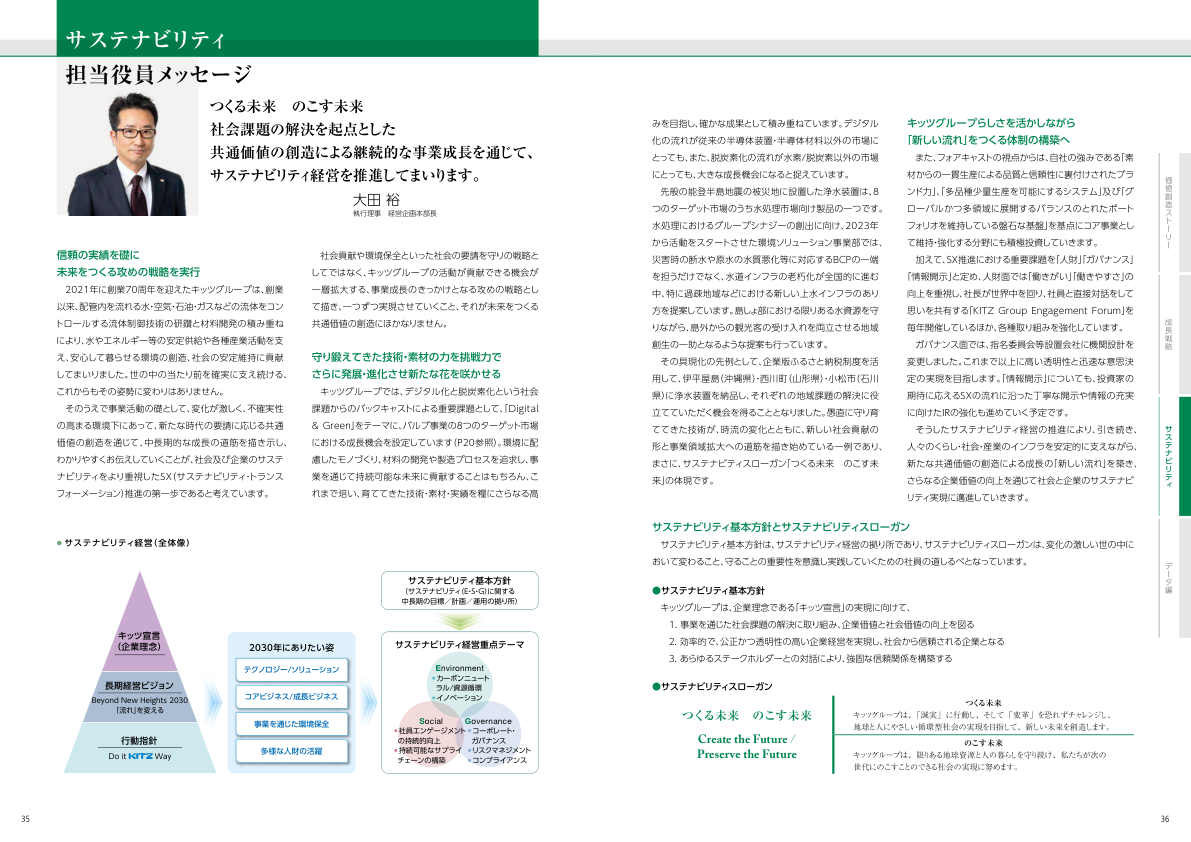 サステナビリティ
担当役員メッセージ
つくる未来　のこす未来
社会課題の解決を起点とした
共通価値の創造による継続的な事業成長を通じて、
サステナビリティ経営を推進してまいります。
大田 裕
執行理事　経営企画本部長
信頼の実績を礎に
未来をつくる攻めの戦略を実行
2021年に創業70周年を迎えたキッツグループは、創業
以来、配管内を流れる水・空気・石油・ガスなどの流体をコン
トロールする流体制御技術の研鑽と材料開発の積み重ね
により、水やエネルギー等の安定供給や各種産業活動を支
え、安心して暮らせる環境の創造、社会の安定維持に貢献
してまいりました。世の中の当たり前を確実に支え続ける、
これからもその姿勢に変わりはありません。
そのうえで事業活動の礎として、変化が激しく、不確実性
の高まる環境下にあって、新たな時代の要請に応じる共通
価値の創造を通じて、中長期的な成長の道筋を描き示し、
わかりやすくお伝えしていくことが、社会及び企業のサステ
ナビリティをより重視したSX（サステナビリティ・トランス
フォーメーション）推進の第一歩であると考えています。
社会貢献や環境保全といった社会の要請を守りの戦略と
してではなく、キッツグループの活動が貢献できる機会が
一層拡大する、事業成長のきっかけとなる攻めの戦略とし
て描き、一つずつ実現させていくこと、それが未来をつくる
共通価値の創造にほかなりません。
守り鍛えてきた技術・素材の力を挑戦力で
さらに発展・進化させ新たな花を咲かせる
キッツグループでは、デジタル化と脱炭素化という社会
課題からのバックキャストによる重要課題として、「Digital
& Green」をテーマに、バルブ事業の8つのターゲット市場
における成長機会を設定しています（P20参照）。環境に配
慮したモノづくり、材料の開発や製造プロセスを追求し、事
業を通じて持続可能な未来に貢献することはもちろん、こ
れまで培い、育ててきた技術・素材・実績を糧にさらなる高
みを目指し、確かな成果として積み重ねています。デジタル
化の流れが従来の半導体装置・半導体材料以外の市場に
とっても、また、脱炭素化の流れが水素/脱炭素以外の市場
にとっても、大きな成長機会になると捉えています。
先般の能登半島地震の被災地に設置した浄水装置は、8
つのターゲット市場のうち水処理市場向け製品の一つです。
水処理におけるグループシナジーの創出に向け、2023年
から活動をスタートさせた環境ソリューション事業部では、
災害時の断水や原水の水質悪化等に対応するBCPの一端
を担うだけでなく、水道インフラの老朽化が全国的に進む
中、特に過疎地域などにおける新しい上水インフラのあり
方を提案しています。島しょ部における限りある水資源を守
りながら、島外からの観光客の受け入れを両立させる地域
創生の一助となるような提案も行っています。
その具現化の先例として、企業版ふるさと納税制度を活
用して、伊平屋島（沖縄県）・西川町（山形県）・小松市（石川
県）に浄水装置を納品し、それぞれの地域課題の解決に役
立てていただく機会を得ることとなりました。愚直に守り育
ててきた技術が、時流の変化とともに、新しい社会貢献の
形と事業領域拡大への道筋を描き始めている一例であり、
まさに、サステナビリティスローガン「つくる未来　のこす未
来」の体現です。
キッツグループらしさを活かしながら
「新しい流れ」をつくる体制の構築へ
また、フォアキャストの視点からは、自社の強みである「素
材からの一貫生産による品質と信頼性に裏付けされたブラ
ンド力」、「多品種少量生産を可能にするシステム」及び「グ
ローバルかつ多領域に展開するバランスのとれたポート
フォリオを維持している盤石な基盤」を基点にコア事業とし
て維持・強化する分野にも積極投資していきます。
加えて、SX推進における重要課題を「人財」「ガバナンス」
「情報開示」と定め、人財面では「働きがい」「働きやすさ」の
向上を重視し、社長が世界中を回り、社員と直接対話をして
思いを共有する「KITZ Group Engagement Forum」を
毎年開催しているほか、各種取り組みを強化しています。
ガバナンス面では、指名委員会等設置会社に機関設計を
変更しました。これまで以上に高い透明性と迅速な意思決
定の実現を目指します。「情報開示」についても、投資家の
期待に応えるSXの流れに沿った丁寧な開示や情報の充実
に向けたIRの強化も進めていく予定です。
そうしたサステナビリティ経営の推進により、引き続き、
人々のくらし・社会・産業のインフラを安定的に支えながら、
新たな共通価値の創造による成長の「新しい流れ」を築き、
さらなる企業価値の向上を通じて社会と企業のサステナビ
リティ実現に邁進していきます。
価値創造ストーリー
成長戦略
サステナビリティ
データ編
● サステナビリティ経営（全体像）
キッツ宣言
（企業理念）
長期経営ビジョン
Beyond New Heights 2030
「流れ」を変える
行動指針
Do it KITZ Way
2030年にありたい姿
テクノロジー/ソリューション
コアビジネス/成長ビジネス
事業を通じた環境保全
多様な人財の活躍
サステナビリティ基本方針
（サステナビリティ（E・S・G）に関する
中長期の目標／計画／運用の拠り所）
サステナビリティ経営重点テーマ
Environment
• カーボンニュート
ラル/資源循環
• イノベーション
Social
• 社員エンゲージメント
の持続的向上
• 持続可能なサプライ
チェーンの構築
Governance
• コーポレート・
ガバナンス
• リスクマネジメント
• コンプライアンス
サステナビリティ基本方針とサステナビリティスローガン
サステナビリティ基本方針は、サステナビリティ経営の拠り所であり、サステナビリティスローガンは、変化の激しい世の中に
おいて変わること、守ることの重要性を意識し実践していくための社員の道しるべとなっています。
●サステナビリティ基本方針
キッツグループは、企業理念である「キッツ宣言」の実現に向けて、
1. 事業を通じた社会課題の解決に取り組み、企業価値と社会価値の向上を図る
2. 効率的で、公正かつ透明性の高い企業経営を実現し、社会から信頼される企業となる
3. あらゆるステークホルダーとの対話により、強固な信頼関係を構築する
●サステナビリティスローガン
つくる未来　のこす未来
Create the Future /
Preserve the Future
つくる未来
キッツグループは、「誠実」に行動し、そして「変革」を恐れずチャレンジし、
地球と人にやさしい循環型社会の実現を目指して、新しい未来を創造します。
のこす未来
キッツグループは、限りある地球資源と人の暮らしを守り続け、私たちが次の
世代にのこすことのできる社会の実現に努めます。
35
36